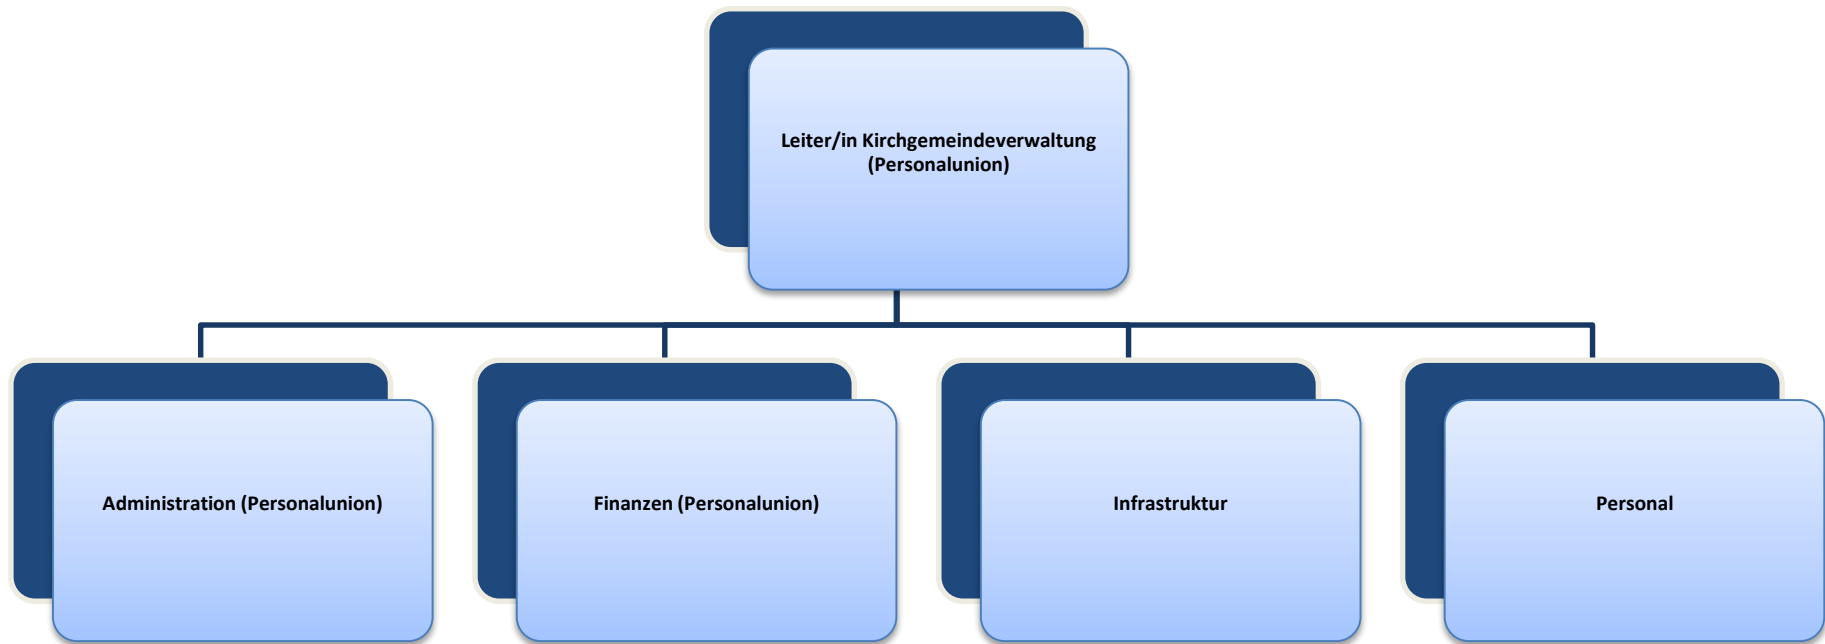 Leiter/in Kirchgemeindeverwaltung
(Personalunion)
Administration (Personalunion)
Finanzen (Personalunion)
Infrastruktur
Personal